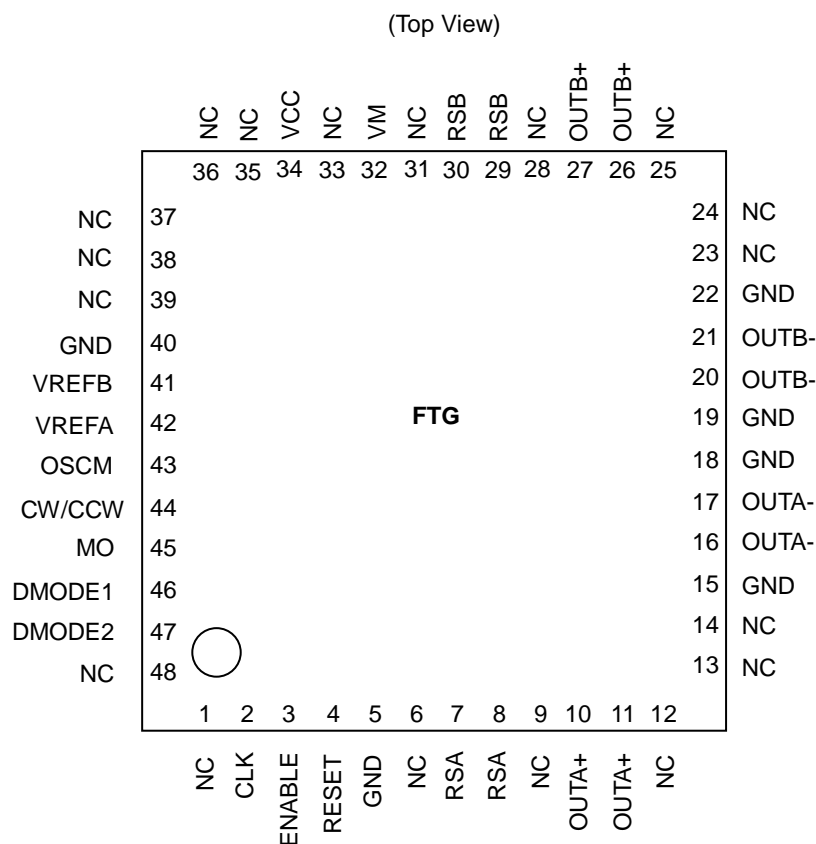 (Top View)
NC NC VCC NC VM NC RSB RSB NC OUTB+ OUTB+ NC
36 35 34 33 32 31 30 29 28 27 26 25
NC 37 24 NC
NC 38 23 NC
NC 39 22 GND
GND 40 21 OUTB-
VREFB 41 20 OUTB-
VREFA 42 FTG 19 GND
OSCM 43 18 GND
CW/CCW 44 17 OUTA-
MO 45 16 OUTA-
DMODE1 46 15 GND
DMODE2 47 14 NC
NC 48 13 NC
1 2 3 4 5 6 7 8 9 10 11 12
NC CLK ENABLE RESET GND NC RSA RSA NC OUTA+ OUTA+ NC